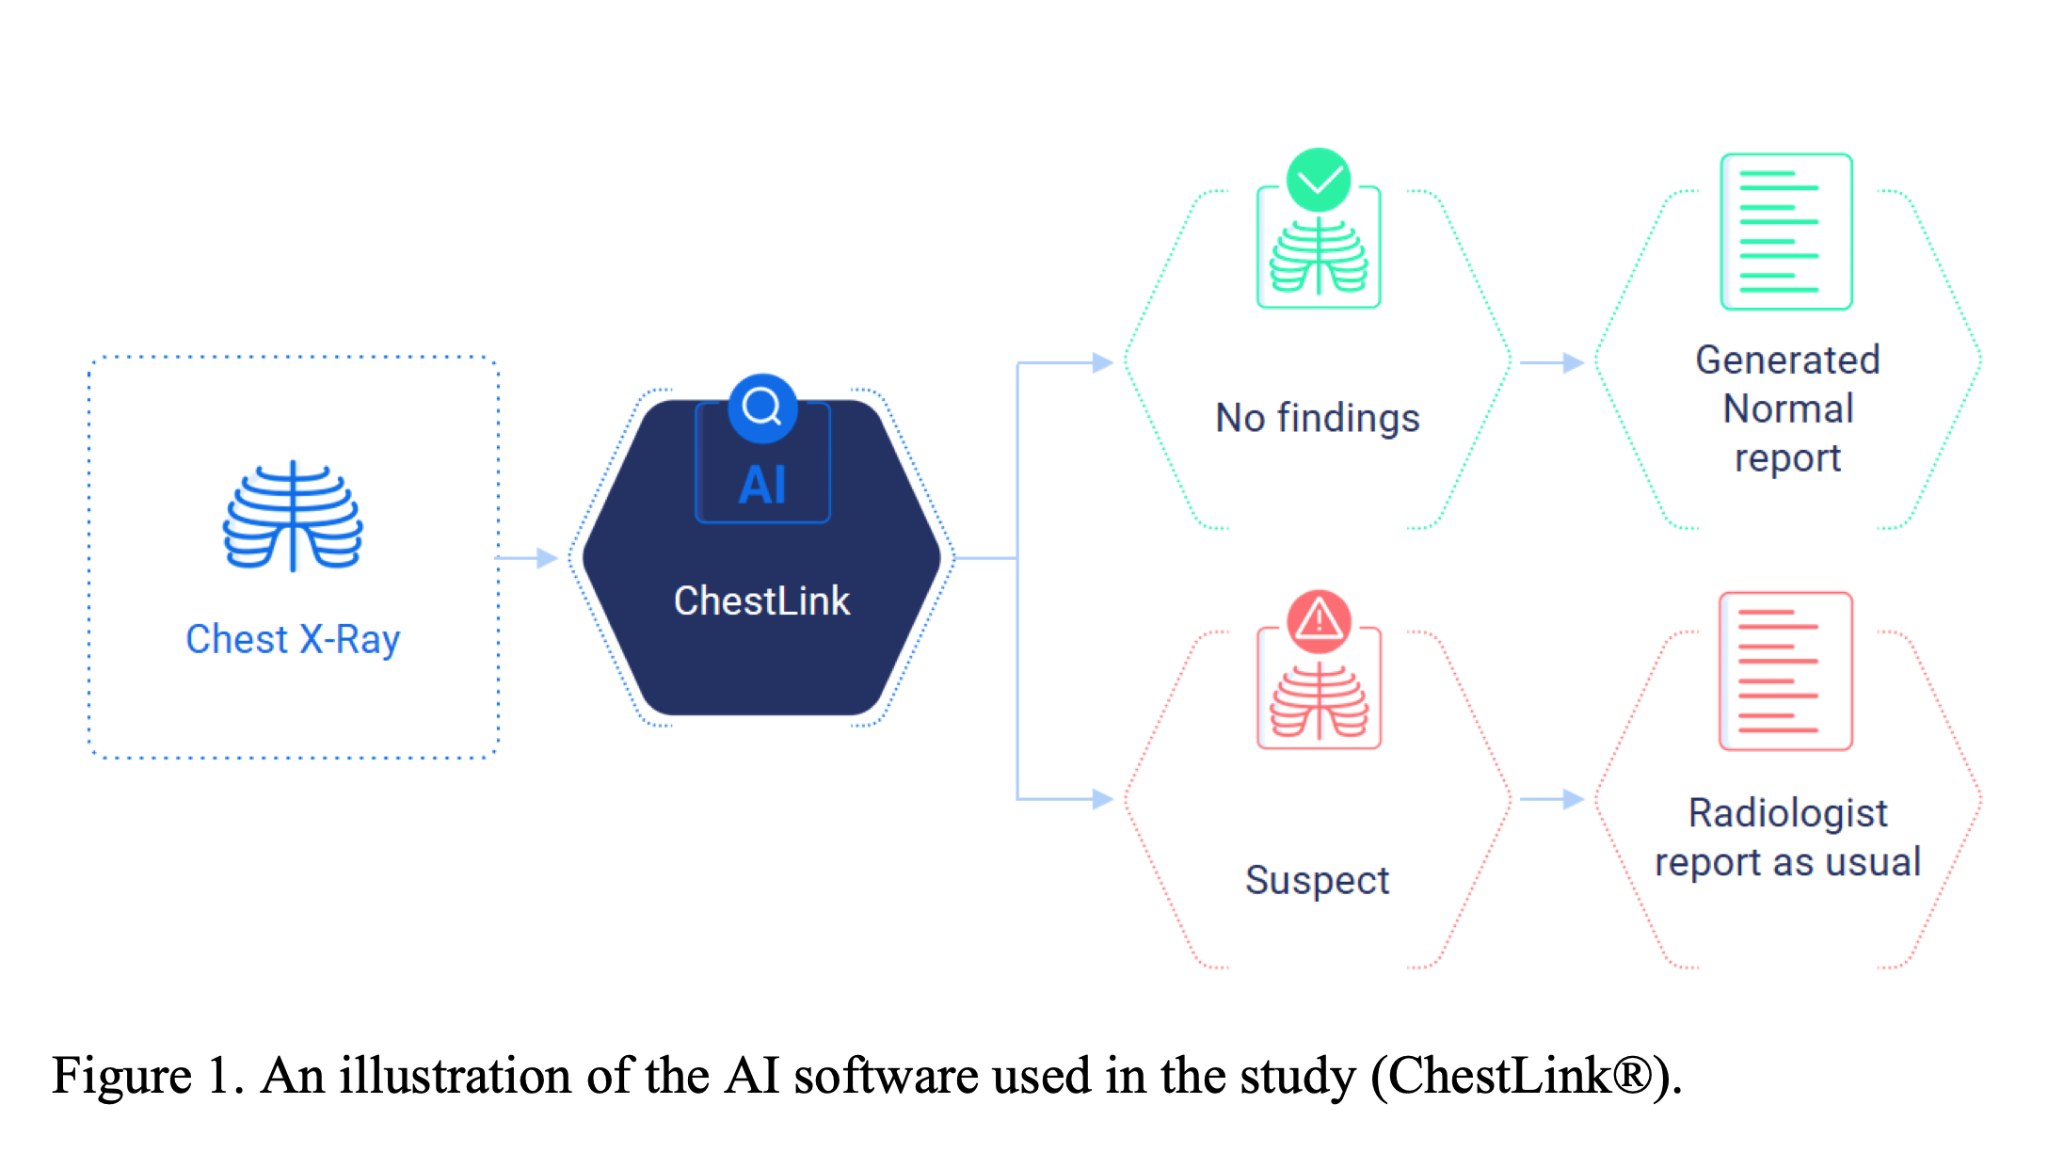 Chest X-Ray
AI
ChestLink
No findings
Generated
Normal
report
Suspect
Radiologist
report as usual
Figure 1. An illustration of the AI software used in the study (ChestLink®).